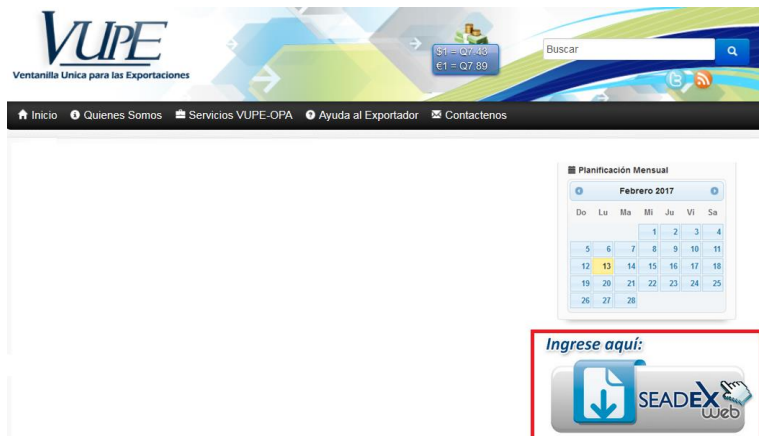 VUPE
Ventanilla Unica para las Exportaciones
$1 = Q7.43
€1 = Q7.89
Buscar
Inicio Quienes Somos Servicios VUPE-OPA Ayuda al Exportador Contactenos
Planificación Mensual
Febrero 2017
Do Lu Ma Mi Ju Vi Sa
1 2 3 4
5 6 7 8 9 10 11
12 13 14 15 16 17 18
19 20 21 22 23 24 25
26 27 28
Ingrese aquí:
SEADEX
web